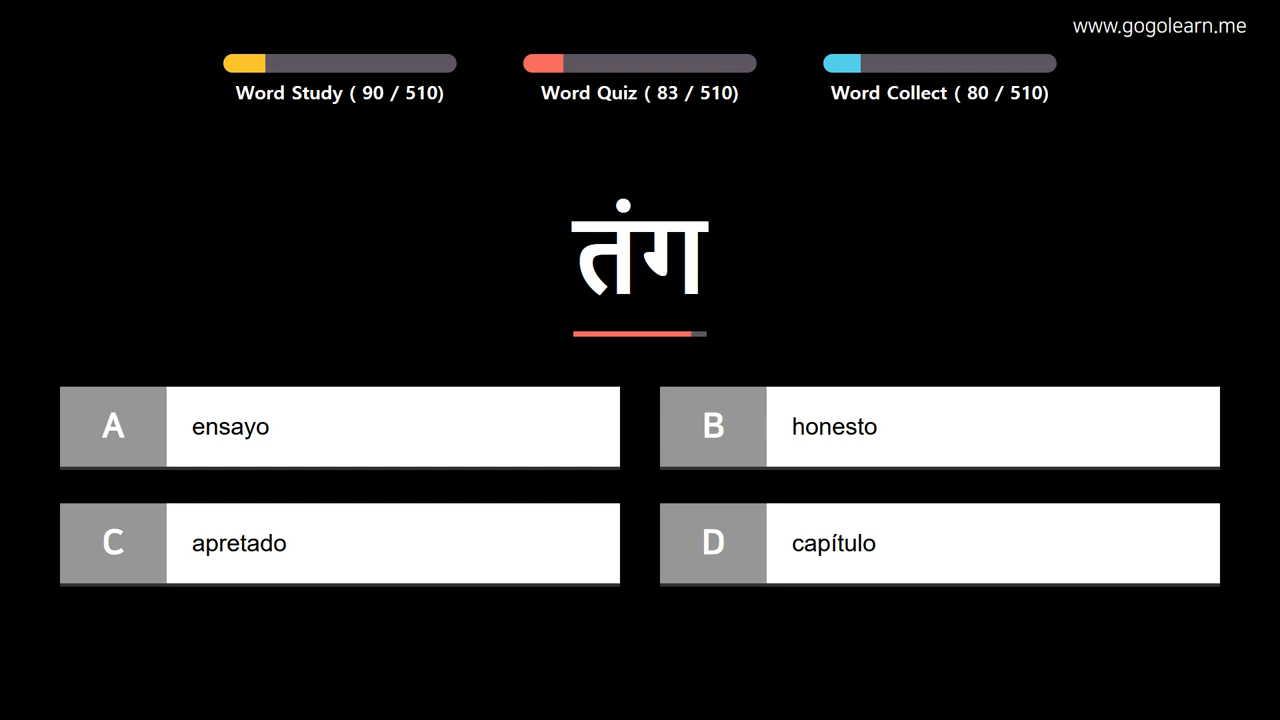 www.gogolearn.me
Word Study ( 90 / 510)
Word Quiz ( 83 / 510)
Word Collect ( 80 / 510)
तंग
A ensayo
B honesto
C apretado
D capítulo